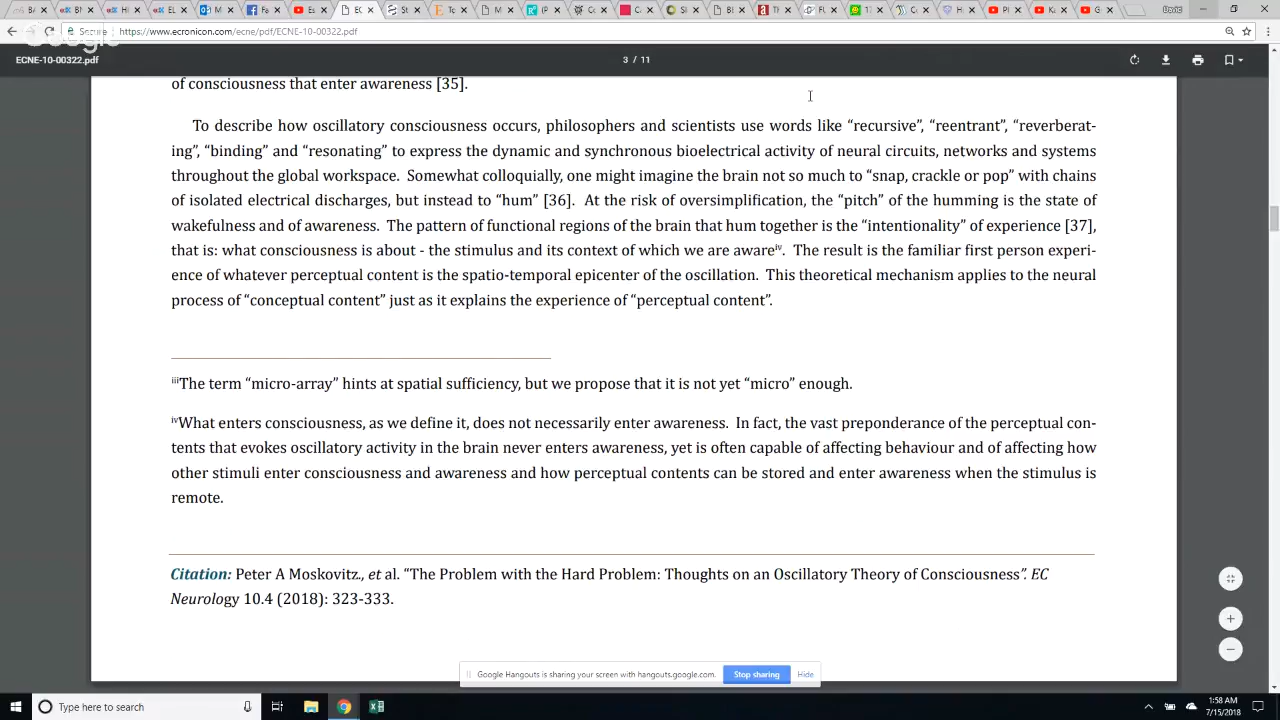 Secure
https://www.ecronicon.com/ecne/pdf/ECNE-10-00322.pdf
Google
ECNE-10-00322.pdf
3 / 11
of consciousness that enter awareness [35].
To describe how oscillatory consciousness occurs, philosophers and scientists use words like “recursive”, “reentrant”, “reverberat-
ing”, “binding” and “resonating” to express the dynamic and synchronous bioelectrical activity of neural circuits, networks and systems
throughout the global workspace. Somewhat colloquially, one might imagine the brain not so much to “snap, crackle or pop” with chains
of isolated electrical discharges, but instead to “hum” [36]. At the risk of oversimplification, the “pitch” of the humming is the state of
wakefulness and of awareness. The pattern of functional regions of the brain that hum together is the “intentionality” of experience [37],
that is: what consciousness is about - the stimulus and its context of which we are aware^iv. The result is the familiar first person experi-
ence of whatever perceptual content is the spatio-temporal epicenter of the oscillation. This theoretical mechanism applies to the neural
process of “conceptual content” just as it explains the experience of “perceptual content”.
iiiThe term “micro-array” hints at spatial sufficiency, but we propose that it is not yet “micro” enough.
ivWhat enters consciousness, as we define it, does not necessarily enter awareness. In fact, the vast preponderance of the perceptual con-
tents that evokes oscillatory activity in the brain never enters awareness, yet is often capable of affecting behaviour and of affecting how
other stimuli enter consciousness and awareness and how perceptual contents can be stored and enter awareness when the stimulus is
remote.
Citation: Peter A Moskovitz., et al. “The Problem with the Hard Problem: Thoughts on an Oscillatory Theory of Consciousness”. EC
Neurology 10.4 (2018): 323-333.
Google Hangouts is sharing your screen with hangouts.google.com.
Stop sharing
Hide
Type here to search
1:58 AM
7/15/2018